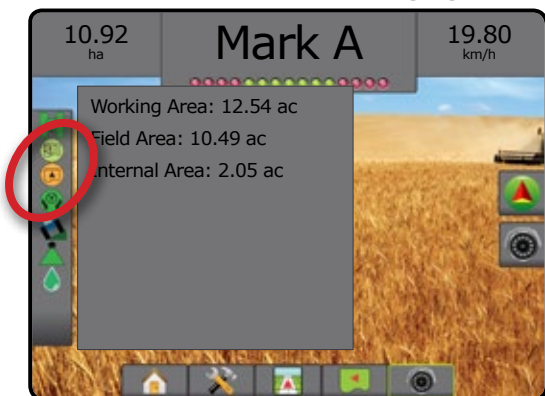 10.92
ha
Mark A
19.80
km/h
Working Area: 12.54 ac
Field Area: 10.49 ac
Internal Area: 2.05 ac